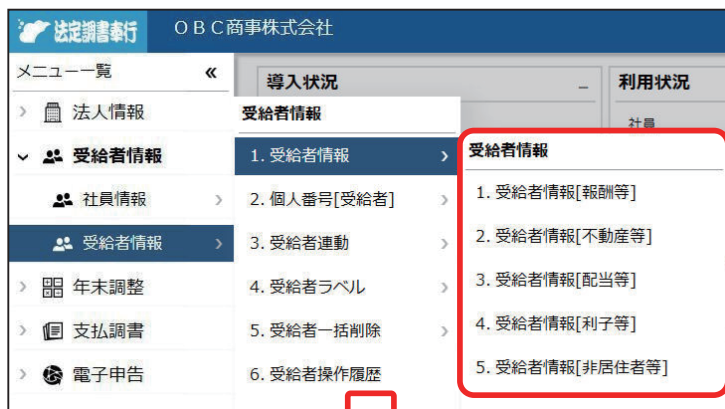 法定調書奉行 ＯＢＣ商事株式会社
メニュー一覧 «
導入状況 －
利用状況
社員
法人情報
受給者情報
社員情報
受給者情報
年末調整
支払調書
電子申告
受給者情報
1. 受給者情報
2. 個人番号[受給者]
3. 受給者連動
4. 受給者ラベル
5. 受給者一括削除
6. 受給者操作履歴
受給者情報
1. 受給者情報[報酬等]
2. 受給者情報[不動産等]
3. 受給者情報[配当等]
4. 受給者情報[利子等]
5. 受給者情報[非居住者等]